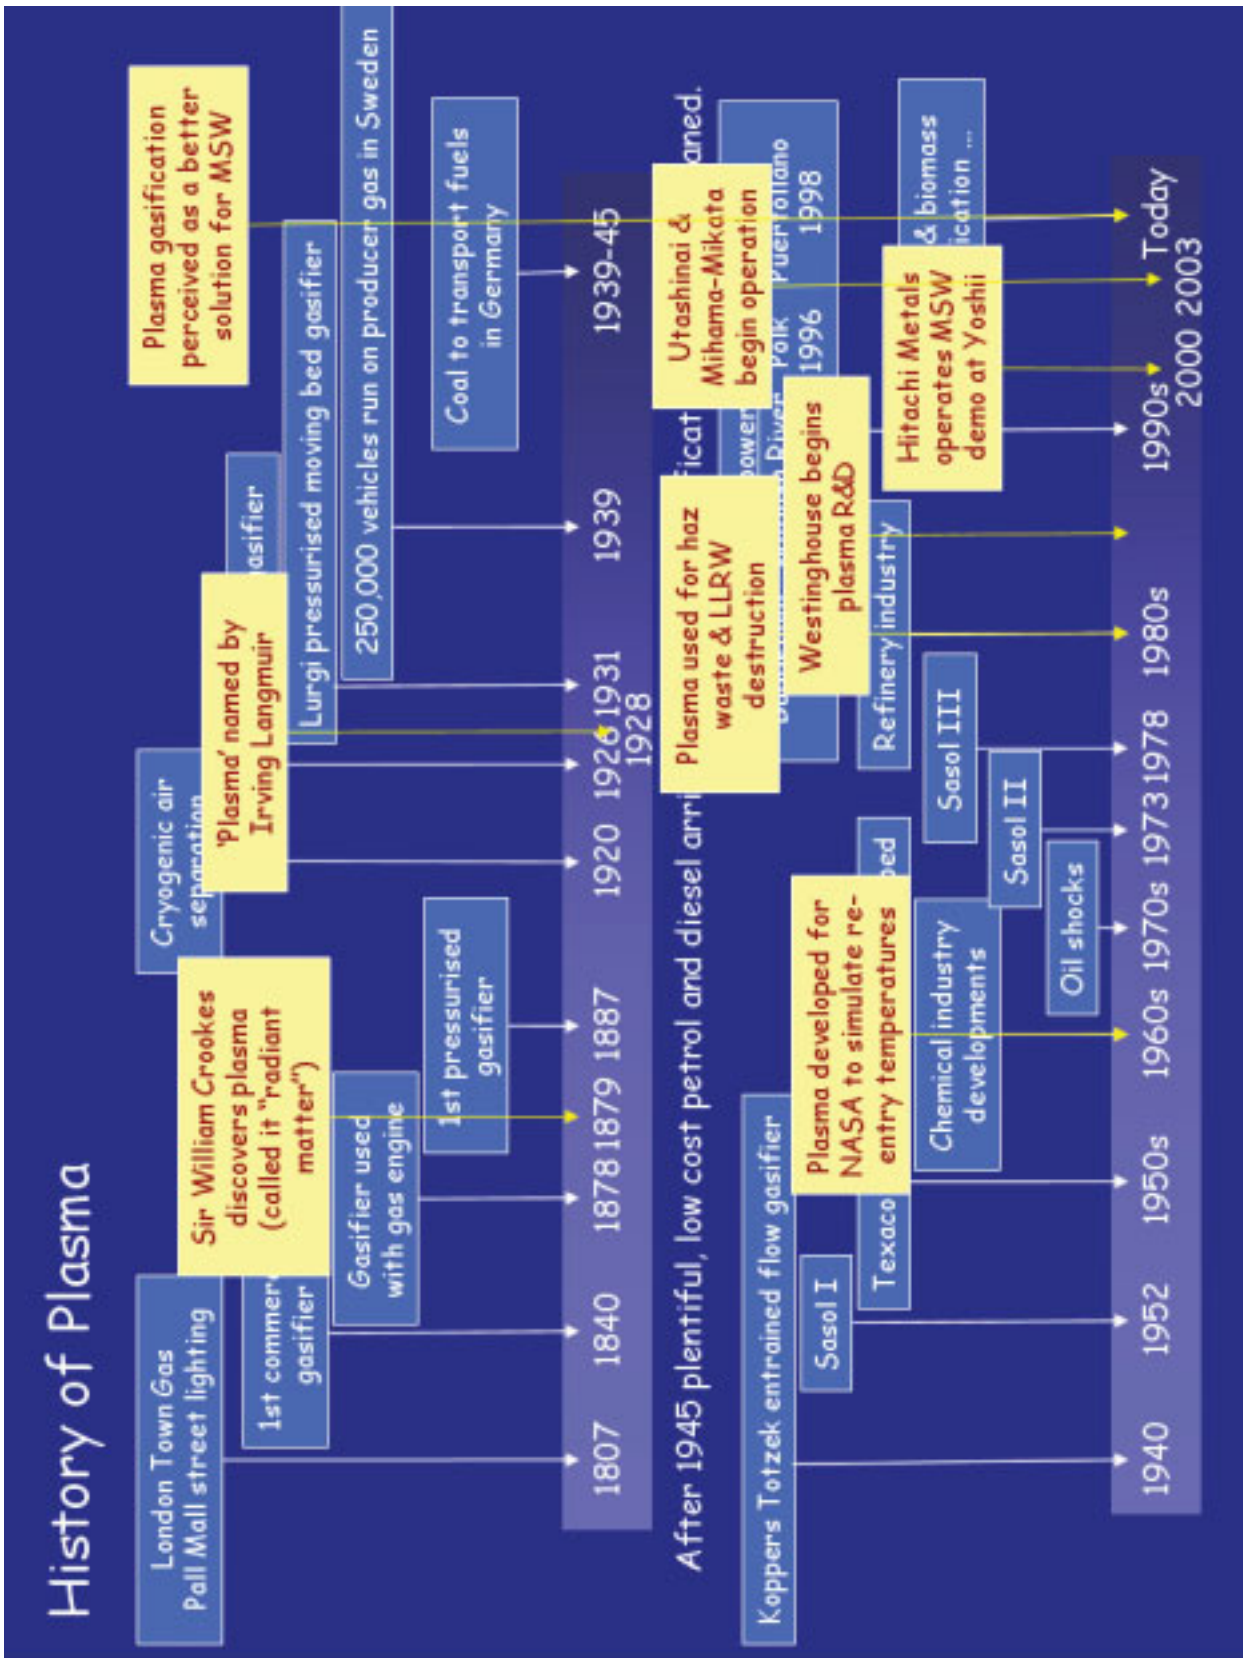 History of Plasma
London Town Gas
Pall Mall street lighting
Sir William Crookes
discovers plasma
(called it "radiant
matter")
1st
gasifier
Gasifier used
with gas engine
1st pressurised
gasifier
Cryogenic air
separation
'Plasma' named by
Irving Langmuir
Lurgi pressurised moving bed gasifier
250,000 vehicles run on producer gas in Sweden
Plasma gasification
perceived as a better
solution for MSW
Coal to transport fuels
in Germany
1807 1840 1878 1879 1887 1920 1926 1931 1939 1939-45
1928
After 1945 plentiful, low cost petrol and diesel
Koppers Totzek entrained flow gasifier
Sasol I
Texaco
Plasma developed for
NASA to simulate re-
entry temperatures
Chemical industry
developments
Oil shocks
Sasol II
Sasol III
Refinery industry
Plasma used for haz
waste & LLRW
destruction
Westinghouse begins
plasma R&D
power
River Polk Puertollano
1996 1998
Utashinai &
Mihama-Mikata
begin operation
Hitachi Metals
operates MSW
demo at Yoshii
& biomass
...
1940 1952 1950s 1960s 1970s 1973 1978 1980s 1990s Today
2000 2003